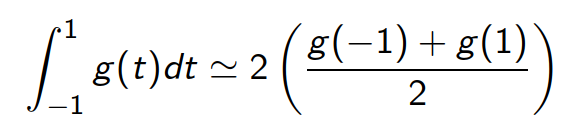 ∫_{-1}^{1} g(t)dt ≃ 2 ( (g(−1) + g(1)) / 2 )